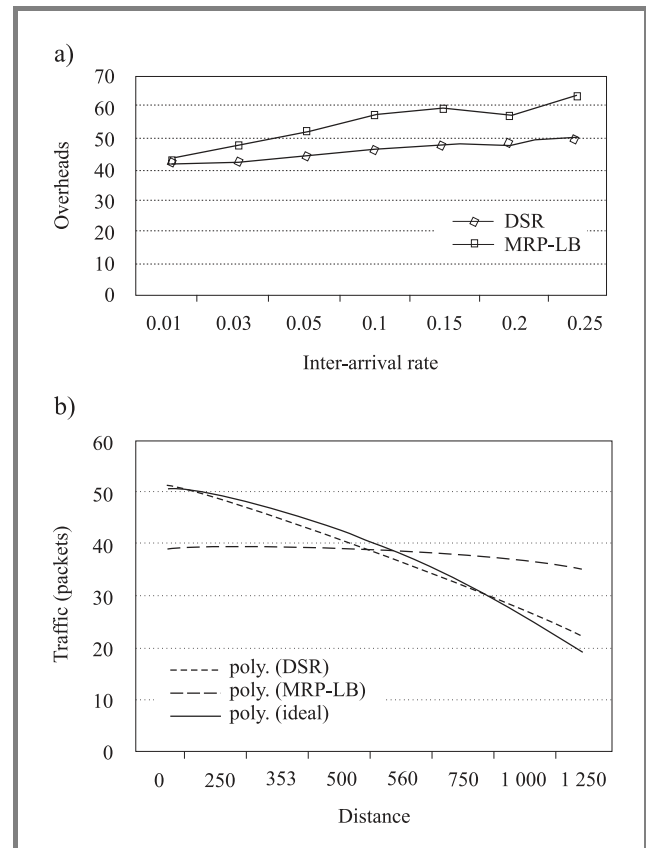 a)
70
60
50
40
30
20
10
0
Overheads
DSR
MRP-LB
0.01 0.03 0.05 0.1 0.15 0.2 0.25
Inter-arrival rate
b)
60
50
40
30
20
10
0
Traffic (packets)
poly. (DSR)
poly. (MRP-LB)
poly. (ideal)
0 250 353 500 560 750 1 000 1 250
Distance